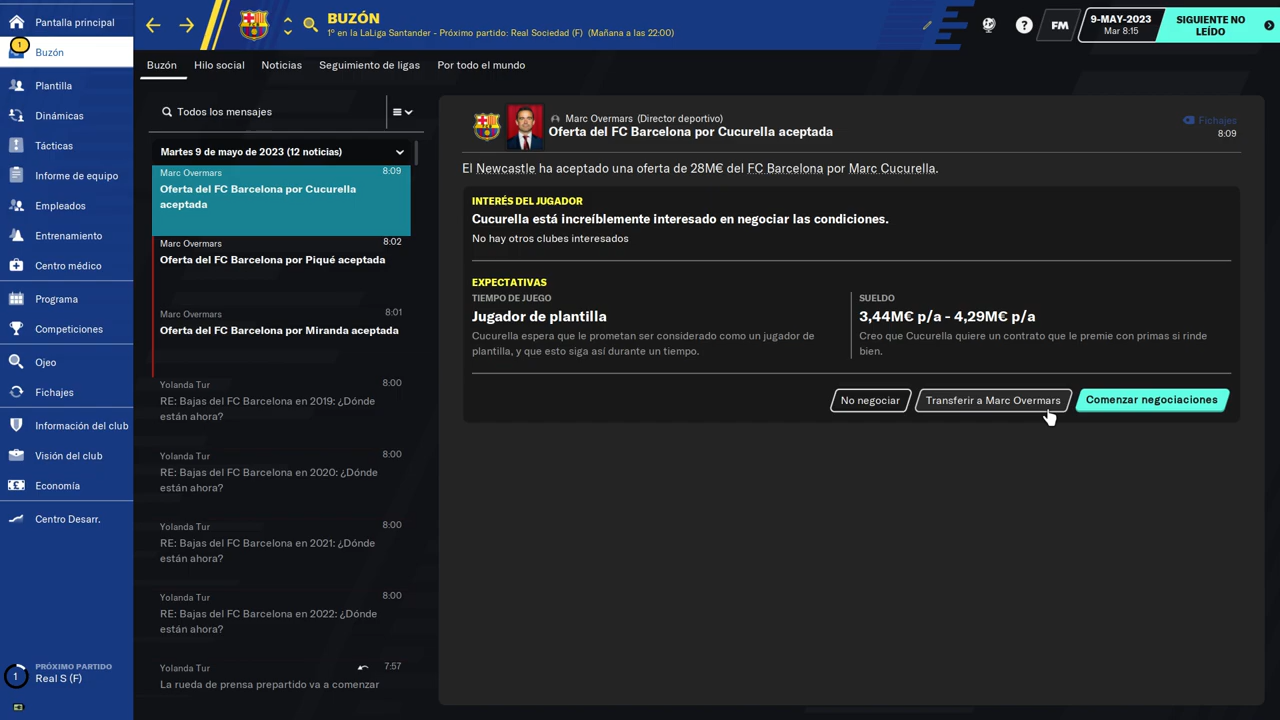 Pantalla principal
1
Buzón
Plantilla
Dinámicas
Tácticas
Informe de equipo
Empleados
Entrenamiento
Centro médico
Programa
Competiciones
Ojeo
Fichajes
Información del club
Visión del club
Economía
Centro Desarr.
1
PRÓXIMO PARTIDO
Real S (F)
BUZÓN
1º en la LaLiga Santander - Próximo partido: Real Sociedad (F) (Mañana a las 22:00)
FM
9-MAY-2023
Mar 8:15
SIGUIENTE NO
LEÍDO
Buzón
Hilo social
Noticias
Seguimiento de ligas
Por todo el mundo
Todos los mensajes
Martes 9 de mayo de 2023 (12 noticias)
Marc Overmars 8:09
Oferta del FC Barcelona por Cucurella
aceptada
Marc Overmars 8:02
Oferta del FC Barcelona por Piqué aceptada
Marc Overmars 8:01
Oferta del FC Barcelona por Miranda aceptada
Yolanda Tur 8:00
RE: Bajas del FC Barcelona en 2019: ¿Dónde
están ahora?
Yolanda Tur 8:00
RE: Bajas del FC Barcelona en 2020: ¿Dónde
están ahora?
Yolanda Tur 8:00
RE: Bajas del FC Barcelona en 2021: ¿Dónde
están ahora?
Yolanda Tur 8:00
RE: Bajas del FC Barcelona en 2022: ¿Dónde
están ahora?
Yolanda Tur 7:57
La rueda de prensa prepartido va a comenzar
Marc Overmars (Director deportivo)
Oferta del FC Barcelona por Cucurella aceptada
Fichajes
8:09
El Newcastle ha aceptado una oferta de 28M€ del FC Barcelona por Marc Cucurella.
INTERÉS DEL JUGADOR
Cucurella está increíblemente interesado en negociar las condiciones.
No hay otros clubes interesados
EXPECTATIVAS
TIEMPO DE JUEGO
Jugador de plantilla
Cucurella espera que le prometan ser considerado como un jugador de
plantilla, y que esto siga así durante un tiempo.
SUELDO
3,44M€ p/a - 4,29M€ p/a
Creo que Cucurella quiere un contrato que le premie con primas si rinde
bien.
No negociar
Transferir a Marc Overmars
Comenzar negociaciones